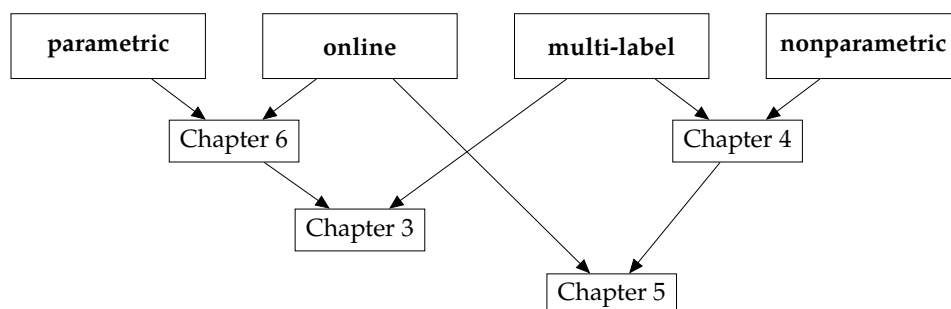 parametric
online
multi-label
nonparametric
Chapter 6
Chapter 4
Chapter 3
Chapter 5